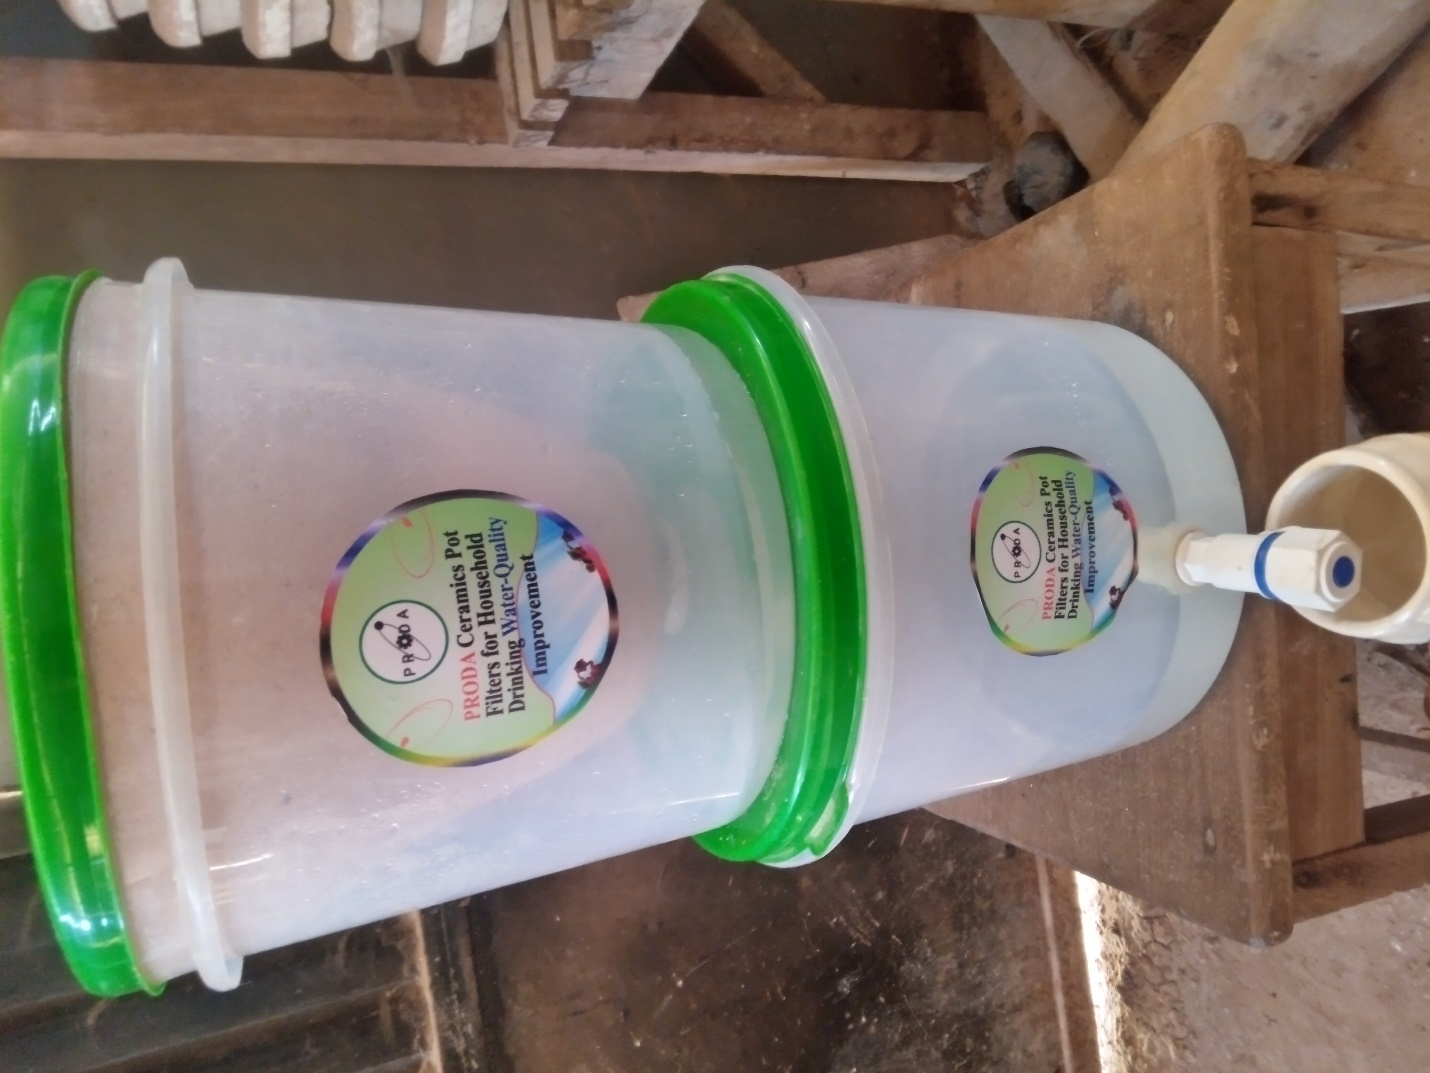 PRODA
PRODA Ceramics Pot
Filters for Household
Drinking Water-Quality
Improvement
PRODA
PRODA Ceramics Pot
Filters for Household
Drinking Water-Quality
Improvement